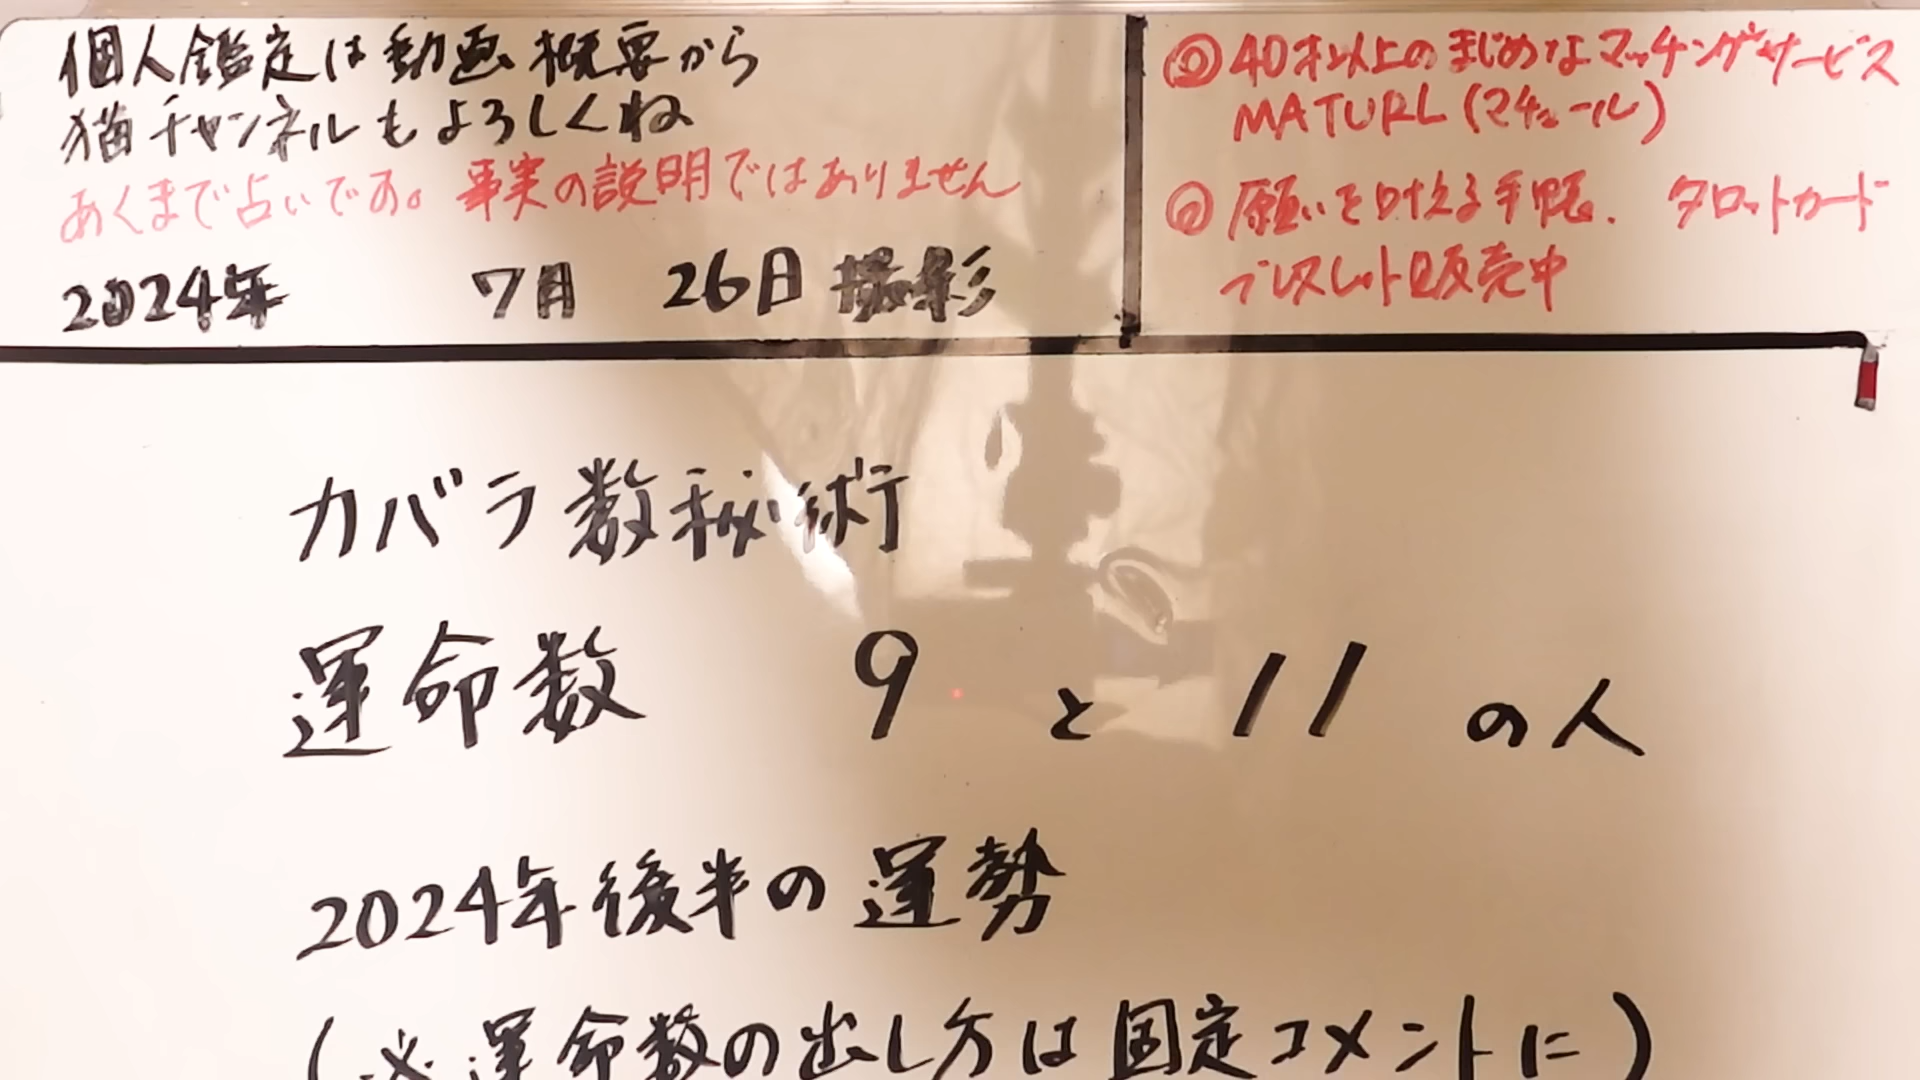 個人鑑定は動画概要から
猫チャンネルもよろしくね
あくまで占いです。事実の説明ではありません
2024年 7月 26日 撮影
◎40才以上のまじめなマッチングサービス
MATURL(マチュール)
◎願いを叶える手帳. タロットカード
ブレスレット販売中
カバラ数秘術
運命数 9 と 11 の人
2024年後半の運勢
(※運命数の出し方は固定コメントに)